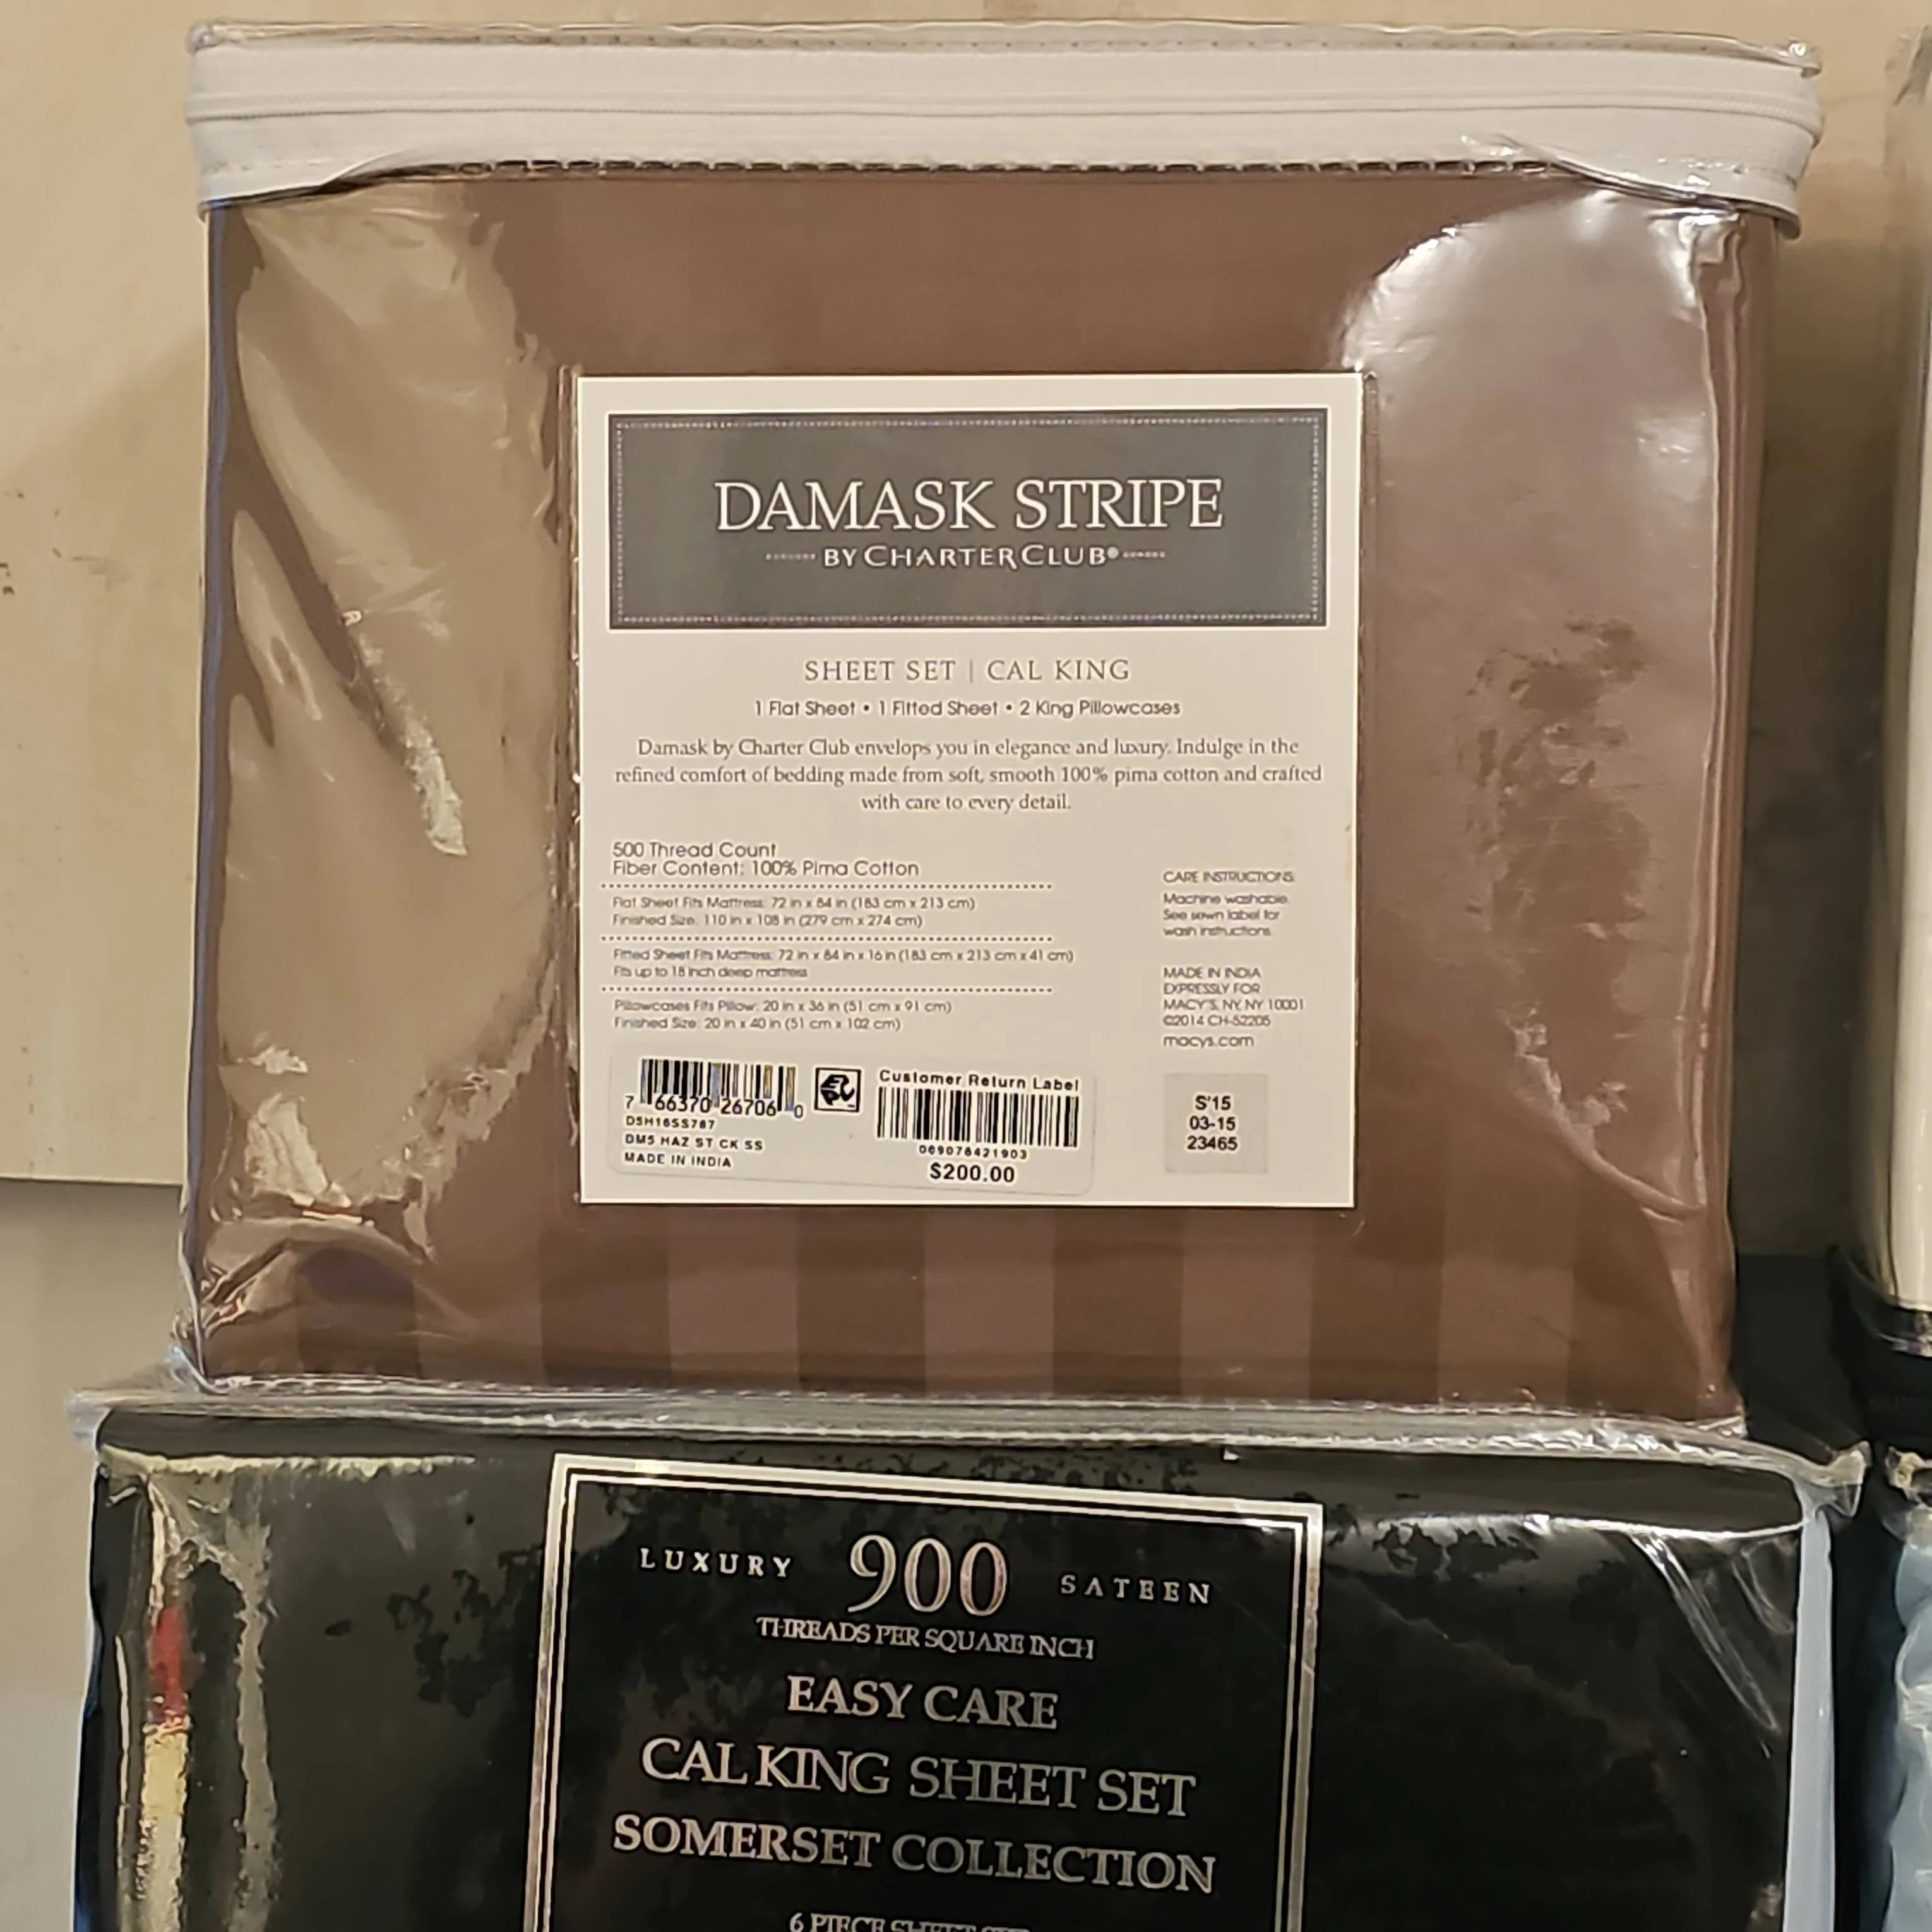 DAMASK STRIPE
BY CHARTER CLUB®
SHEET SET | CAL KING
1 Flat Sheet • 1 Fitted Sheet • 2 King Pillowcases
Damask by Charter Club envelops you in elegance and luxury. Indulge in the
refined comfort of bedding made from soft, smooth 100% pima cotton and crafted
with care to every detail.
500 Thread Count
Fiber Content: 100% Pima Cotton
Flat Sheet Fits Mattress: 72 in x 84 in (183 cm x 213 cm)
Finished Size: 110 in x 108 in (279 cm x 274 cm)
Fitted Sheet Fits Mattress: 72 in x 84 in x 16 in (183 cm x 213 cm x 41 cm)
Fits up to 18 inch deep mattress
Pillowcases Fits Pillow: 20 in x 36 in (51 cm x 91 cm)
Finished Size: 20 in x 40 in (51 cm x 102 cm)
CARE INSTRUCTIONS:
Machine washable.
See sewn label for
wash instructions.
MADE IN INDIA
EXPRESSLY FOR
MACY'S, NY, NY 10001
©2014 CH-52205
macys.com
7 66370 26706 0
DSH16SS787
DM5 HAZ ST CK SS
MADE IN INDIA
Customer Return Label
069078421903
$200.00
S'15
03-15
23465
LUXURY 900 SATEEN
THREADS PER SQUARE INCH
EASY CARE
CAL KING SHEET SET
SOMERSET COLLECTION
6 PIECE SHEET